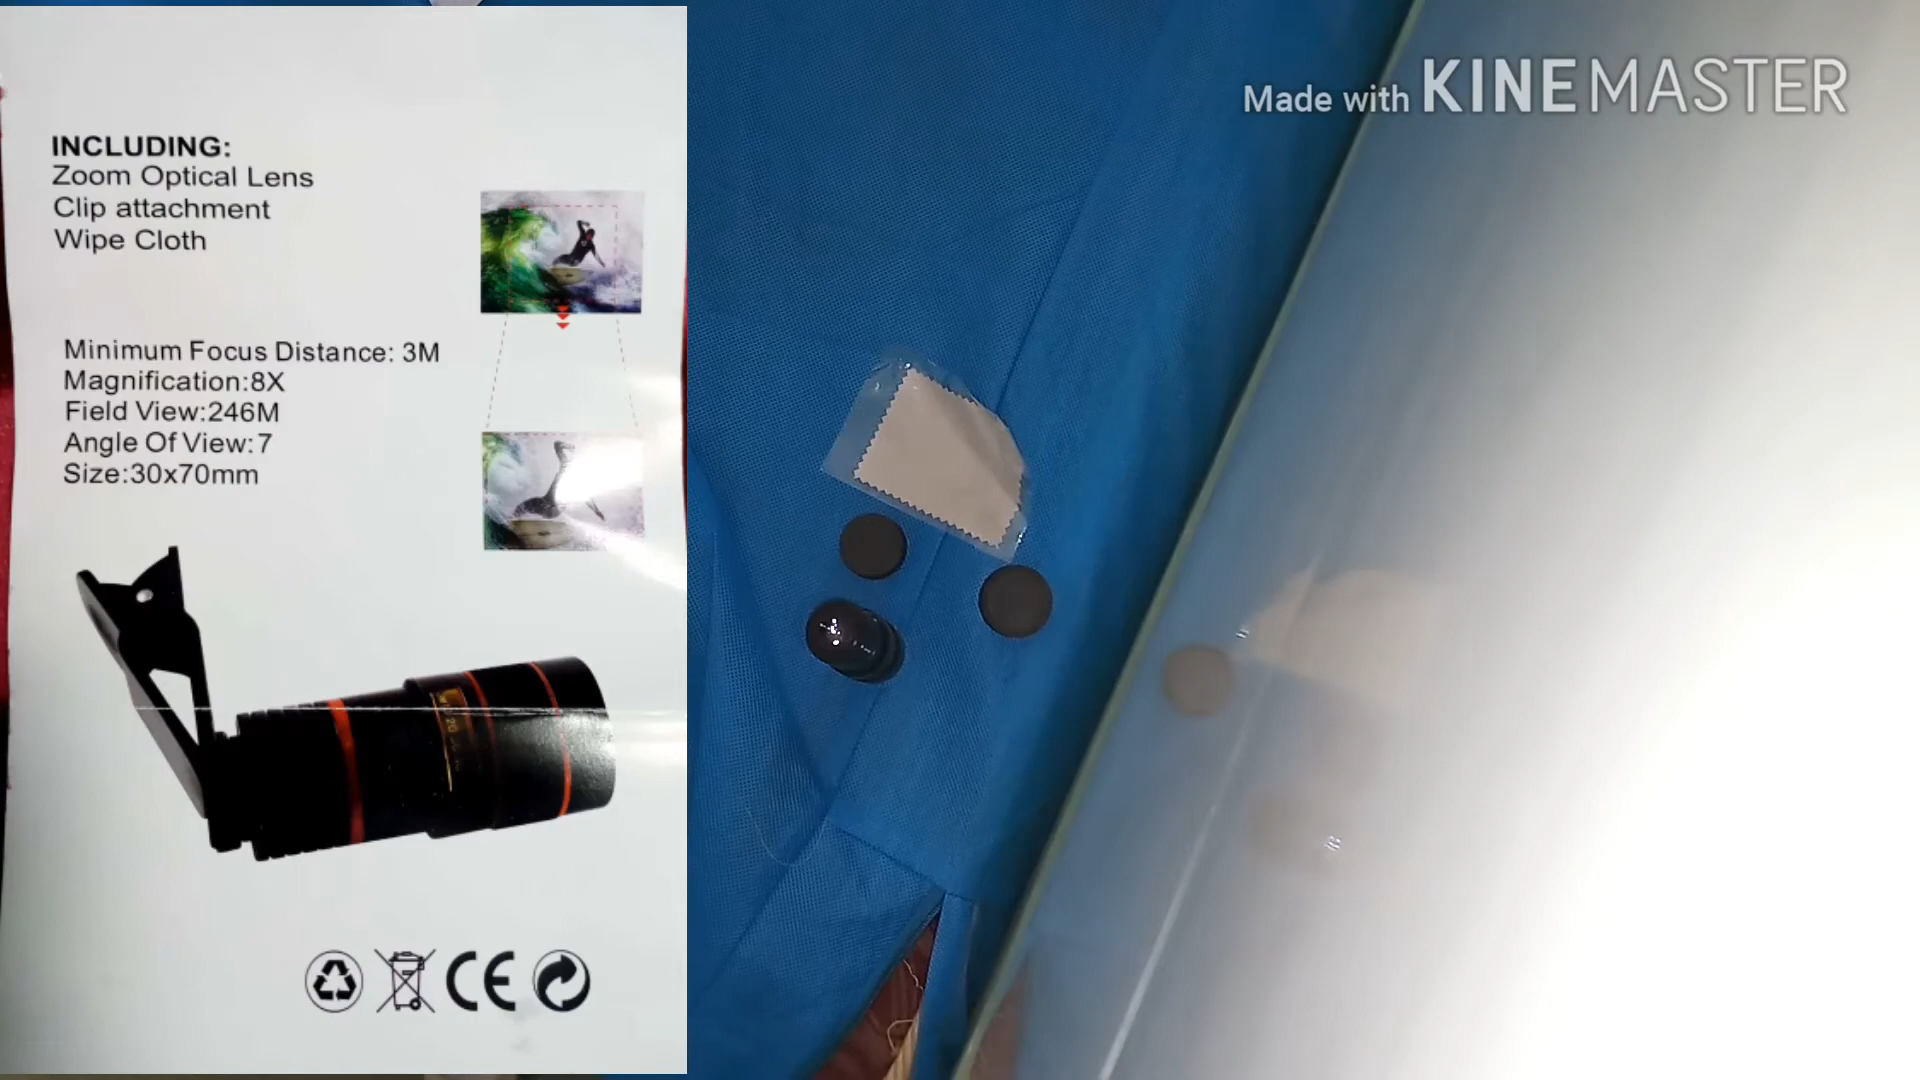 Made with KINEMASTER
INCLUDING:
Zoom Optical Lens
Clip attachment
Wipe Cloth
Minimum Focus Distance: 3M
Magnification:8X
Field View:246M
Angle Of View:7
Size:30x70mm
CE